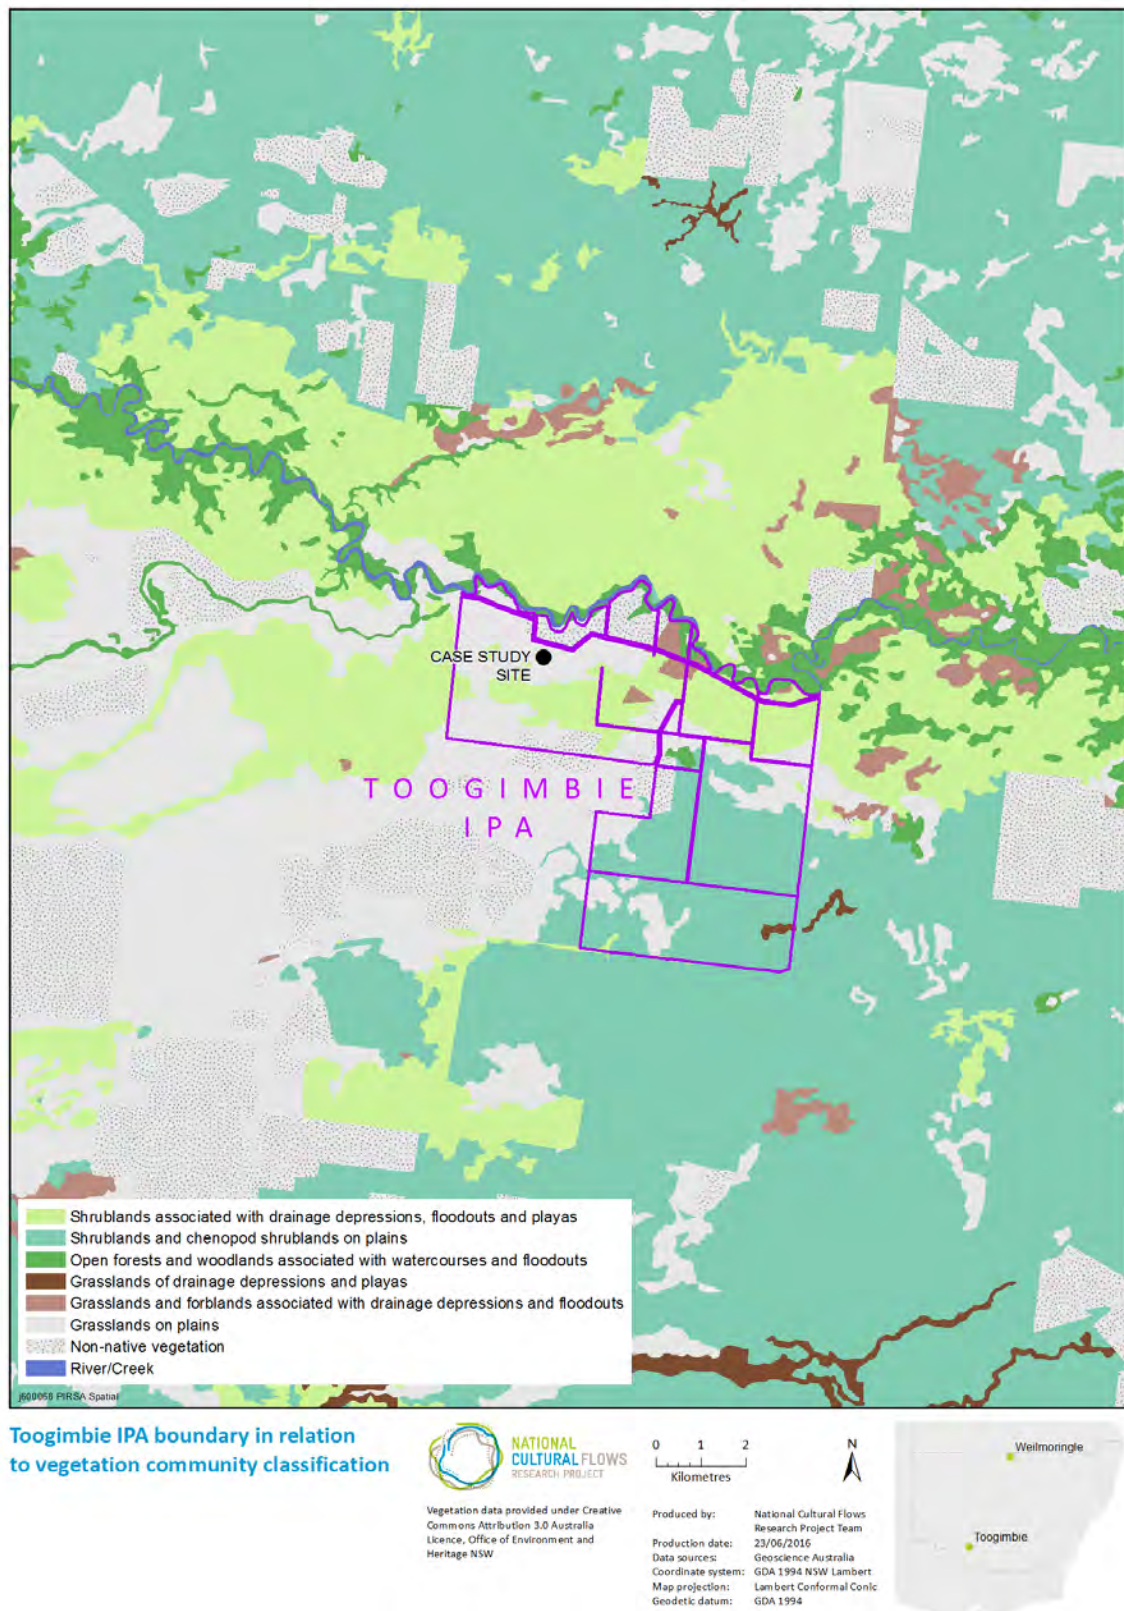 CASE STUDY
SITE
TOOGIMBIE
IPA
Shrublands associated with drainage depressions, floodouts and playas
Shrublands and chenopod shrublands on plains
Open forests and woodlands associated with watercourses and floodouts
Grasslands of drainage depressions and playas
Grasslands and forblands associated with drainage depressions and floodouts
Grasslands on plains
Non-native vegetation
River/Creek
j600058 PIRSA Spatial
Toogimbie IPA boundary in relation
to vegetation community classification
NATIONAL
CULTURAL FLOWS
RESEARCH PROJECT
Vegetation data provided under Creative
Commons Attribution 3.0 Australia
Licence, Office of Environment and
Heritage NSW
0 1 2
Kilometres
N
Produced by: National Cultural Flows
Research Project Team
Production date: 23/06/2016
Data sources: Geoscience Australia
Coordinate system: GDA 1994 NSW Lambert
Map projection: Lambert Conformal Conic
Geodetic datum: GDA 1994
Weilmoringle
Toogimbie